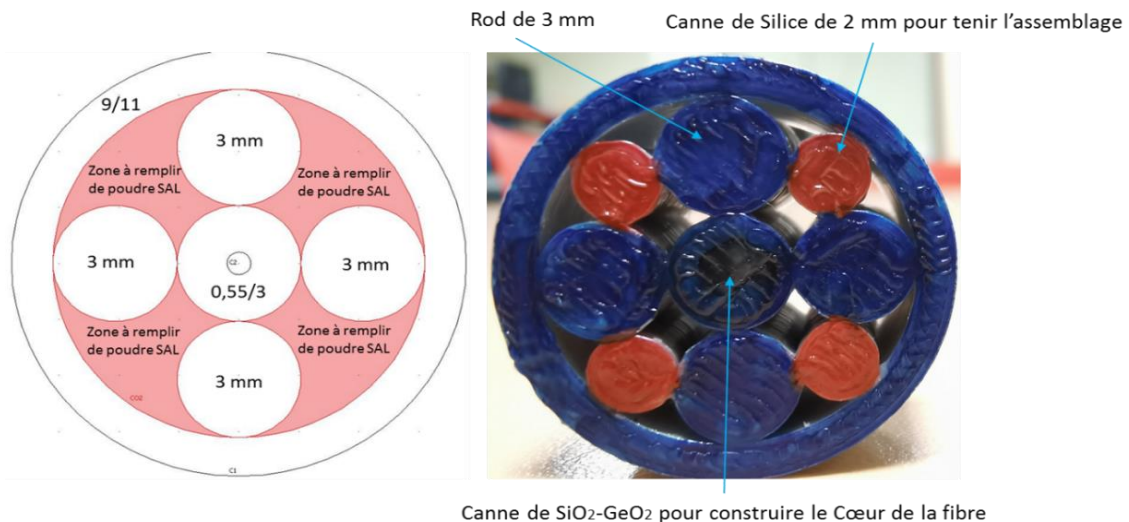 Rod de 3 mm
Canne de Silice de 2 mm pour tenir l’assemblage
9/11
3 mm
Zone à remplir
de poudre SAL
Zone à remplir
de poudre SAL
3 mm
C2
3 mm
0,55/3
Zone à remplir
de poudre SAL
Zone à remplir
de poudre SAL
3 mm
CO2
C1
Canne de SiO₂-GeO₂ pour construire le Cœur de la fibre